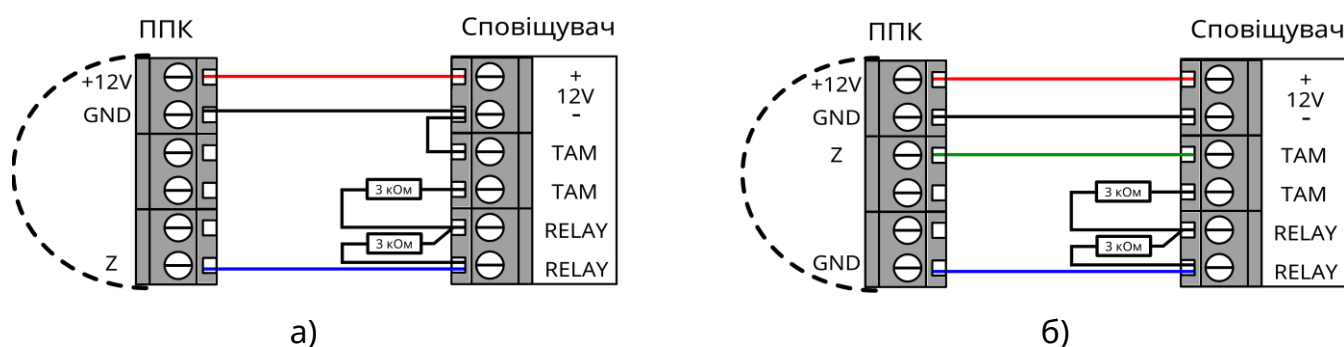 ППК
Сповіщувач
+12V
GND
Z
3 кОм
3 кОм
+
12V
-
TAM
TAM
RELAY
RELAY
а)
ППК
Сповіщувач
+12V
GND
Z
GND
3 кОм
3 кОм
+
12V
-
TAM
TAM
RELAY
RELAY
б)